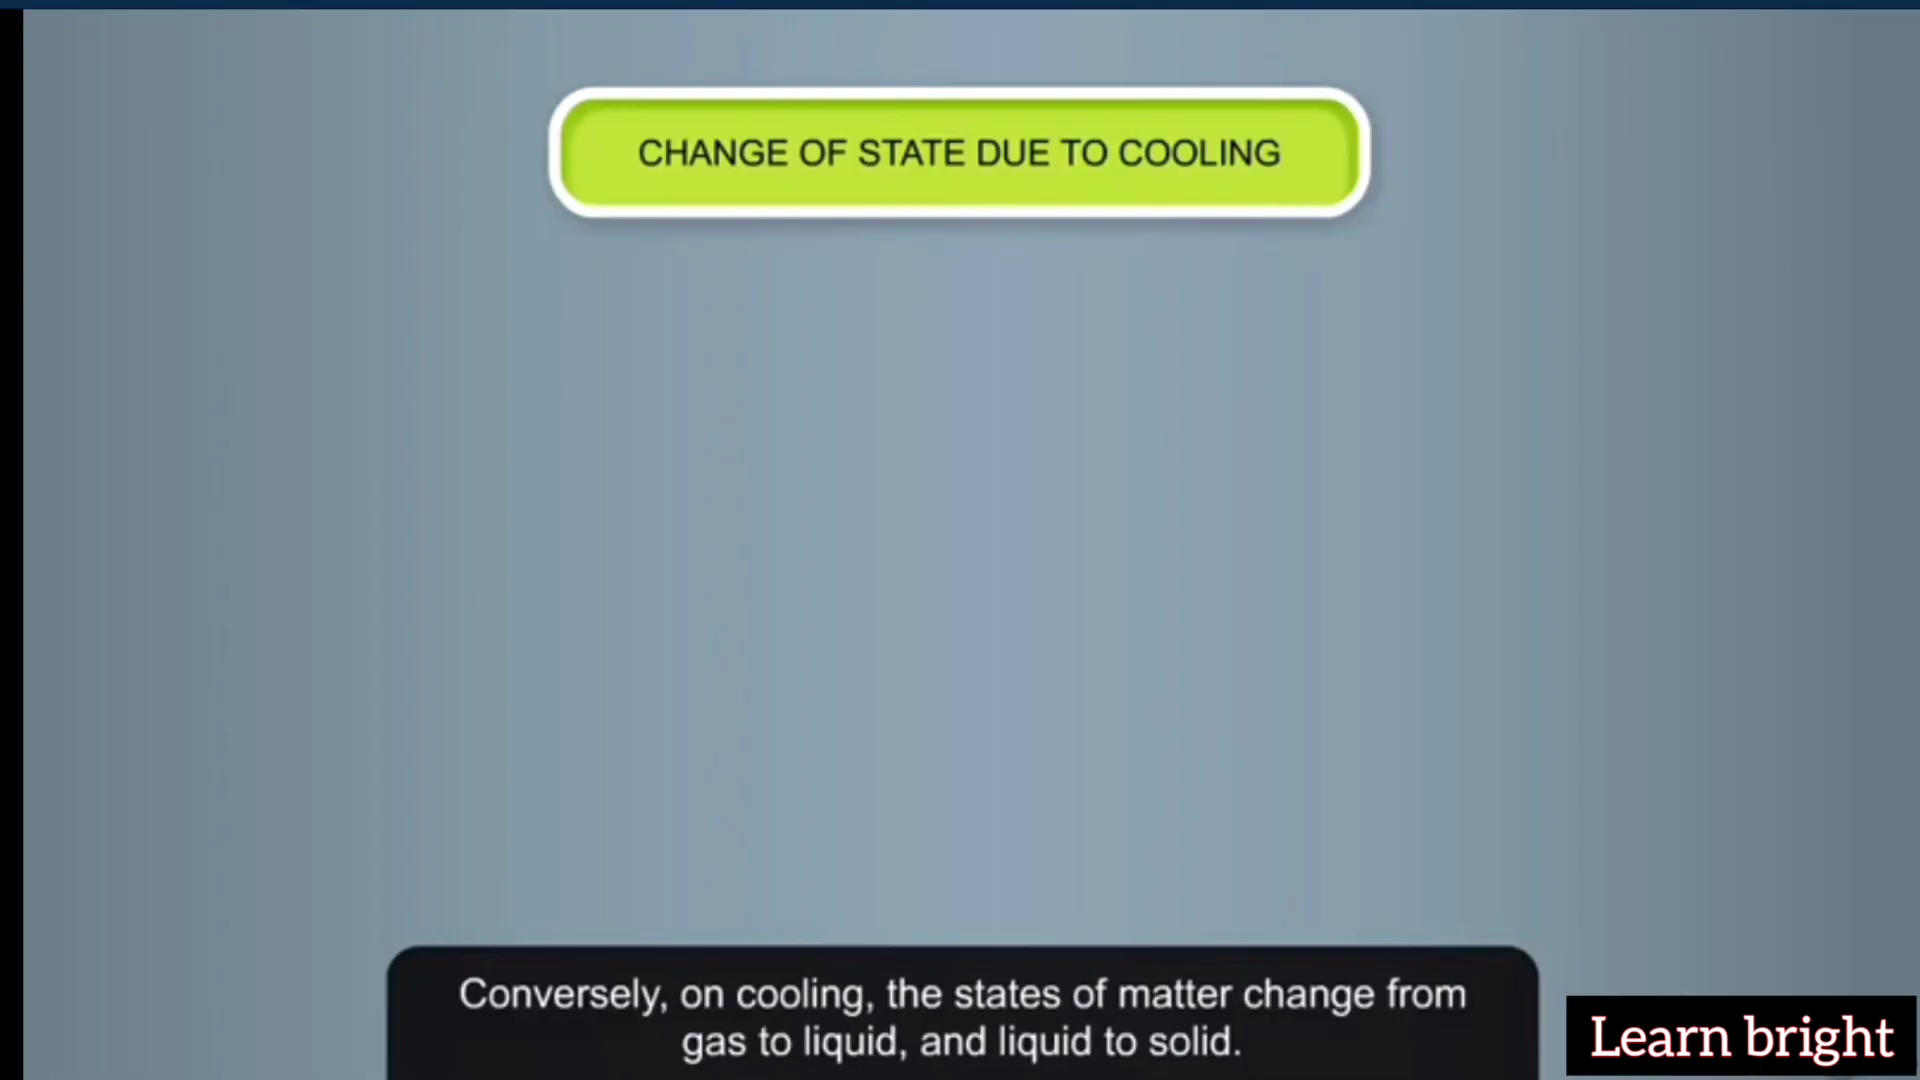 CHANGE OF STATE DUE TO COOLING
Conversely, on cooling, the states of matter change from
gas to liquid, and liquid to solid.
Learn bright